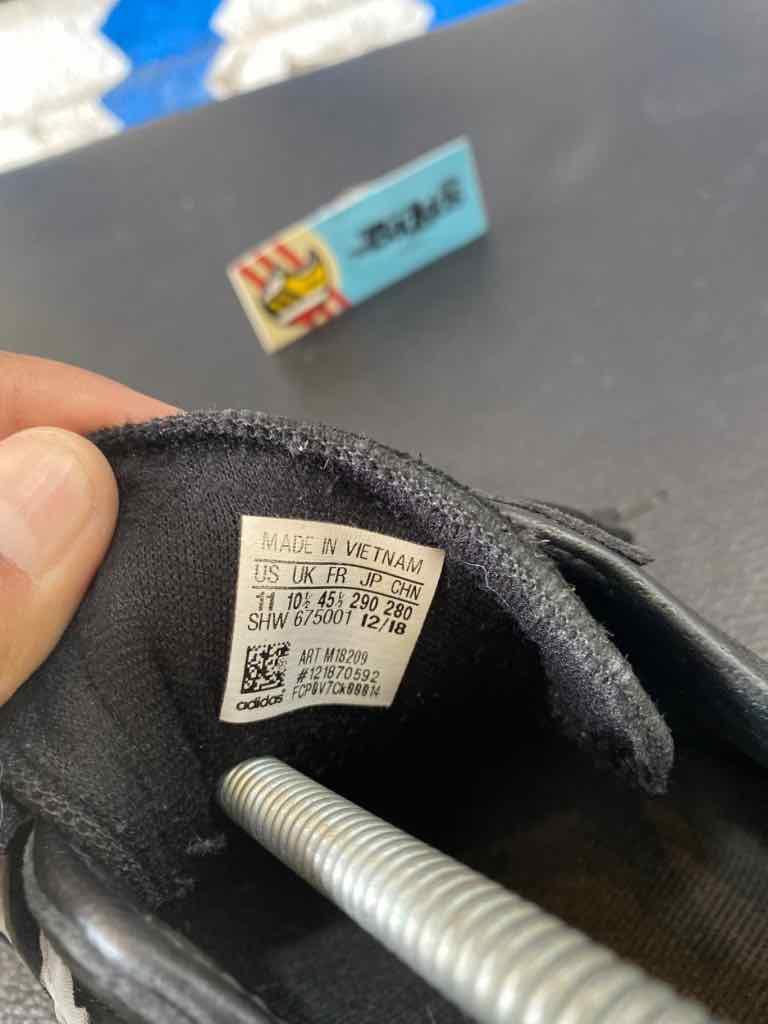 MADE IN VIETNAM
US UK FR JP CHN
11 10½ 45⅓ 290 280
SHW 675001 12/18
ART M18209
#121870592
adidas